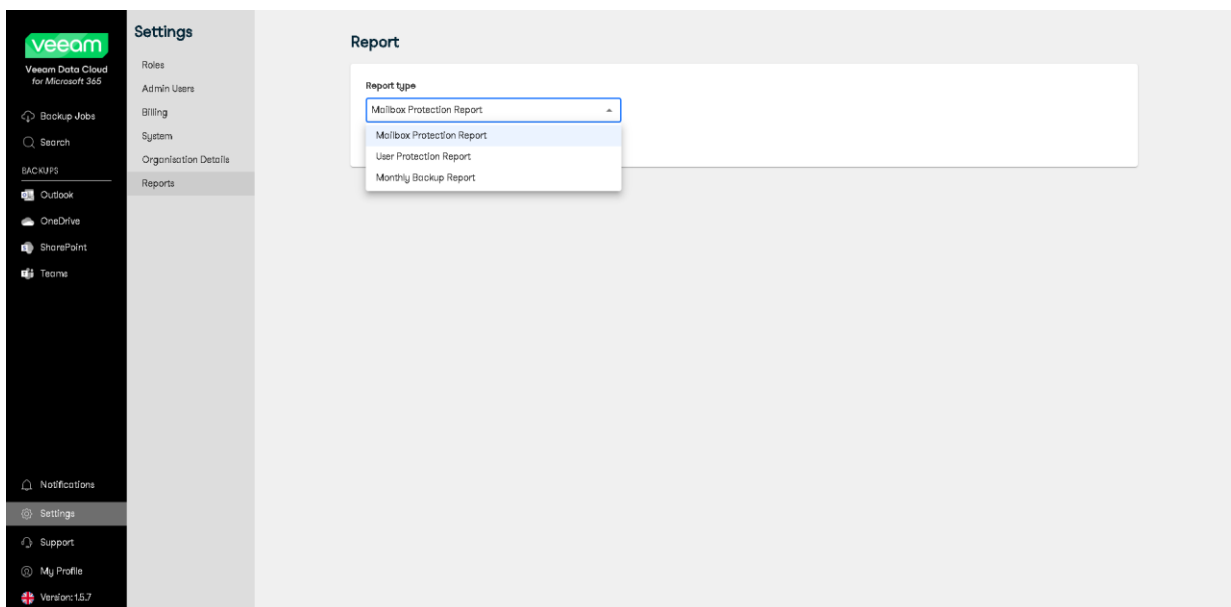 veeam
Veeam Data Cloud
for Microsoft 365
Backup Jobs
Search
BACKUPS
Outlook
OneDrive
SharePoint
Teams
Notifications
Settings
Support
My Profile
Version:1.5.7
Settings
Roles
Admin Users
Billing
System
Organisation Details
Reports
Report
Report type
Mailbox Protection Report
Mailbox Protection Report
User Protection Report
Monthly Backup Report